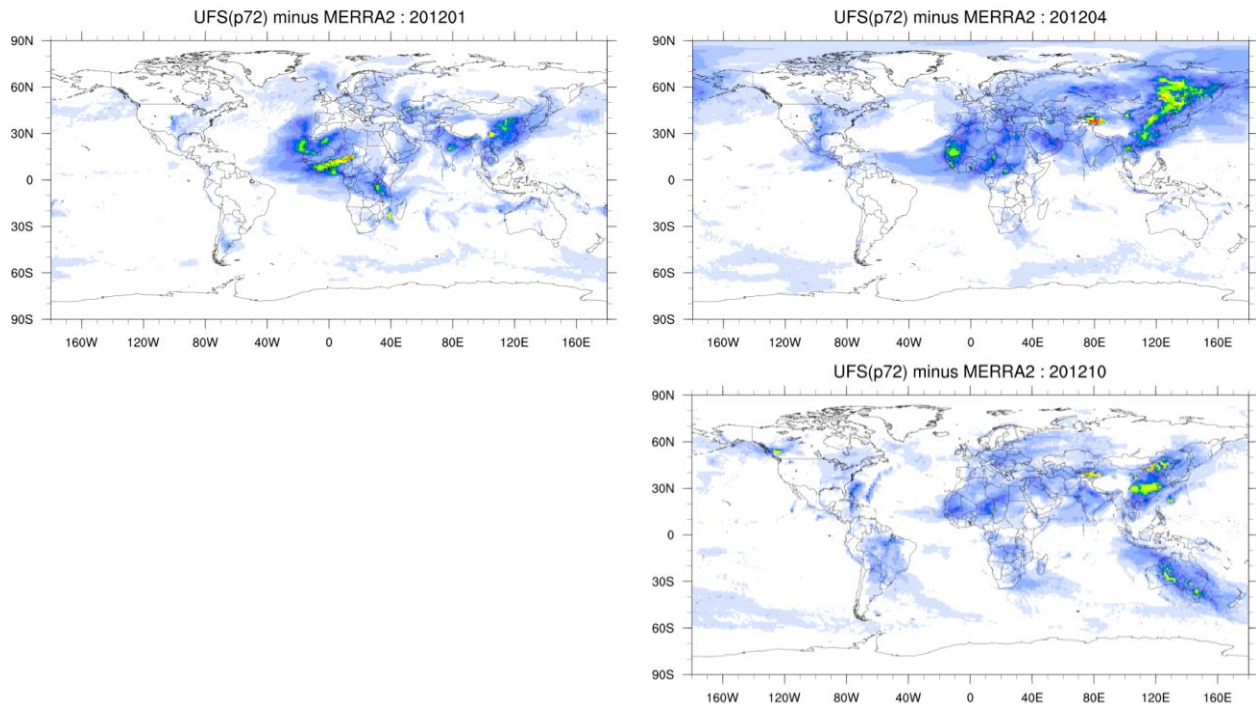 UFS(p72) minus MERRA2 : 201201
90N
60N
30N
0
30S
60S
90S
160W 120W 80W 40W 0 40E 80E 120E 160E
UFS(p72) minus MERRA2 : 201204
90N
60N
30N
0
30S
60S
90S
160W 120W 80W 40W 0 40E 80E 120E 160E
UFS(p72) minus MERRA2 : 201210
90N
60N
30N
0
30S
60S
90S
160W 120W 80W 40W 0 40E 80E 120E 160E